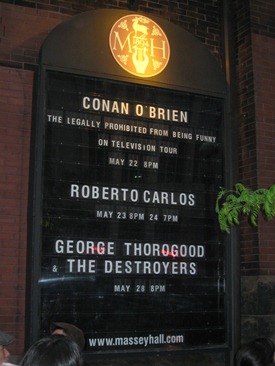 MH
CONAN O'BRIEN
THE LEGALLY PROHIBITED FROM BEING FUNNY
ON TELEVISION TOUR
MAY 22 8PM
ROBERTO CARLOS
MAY 23 8PM 24 7PM
GEORGE THOROGOOD
& THE DESTROYERS
MAY 28 8PM
www.masseyhall.com